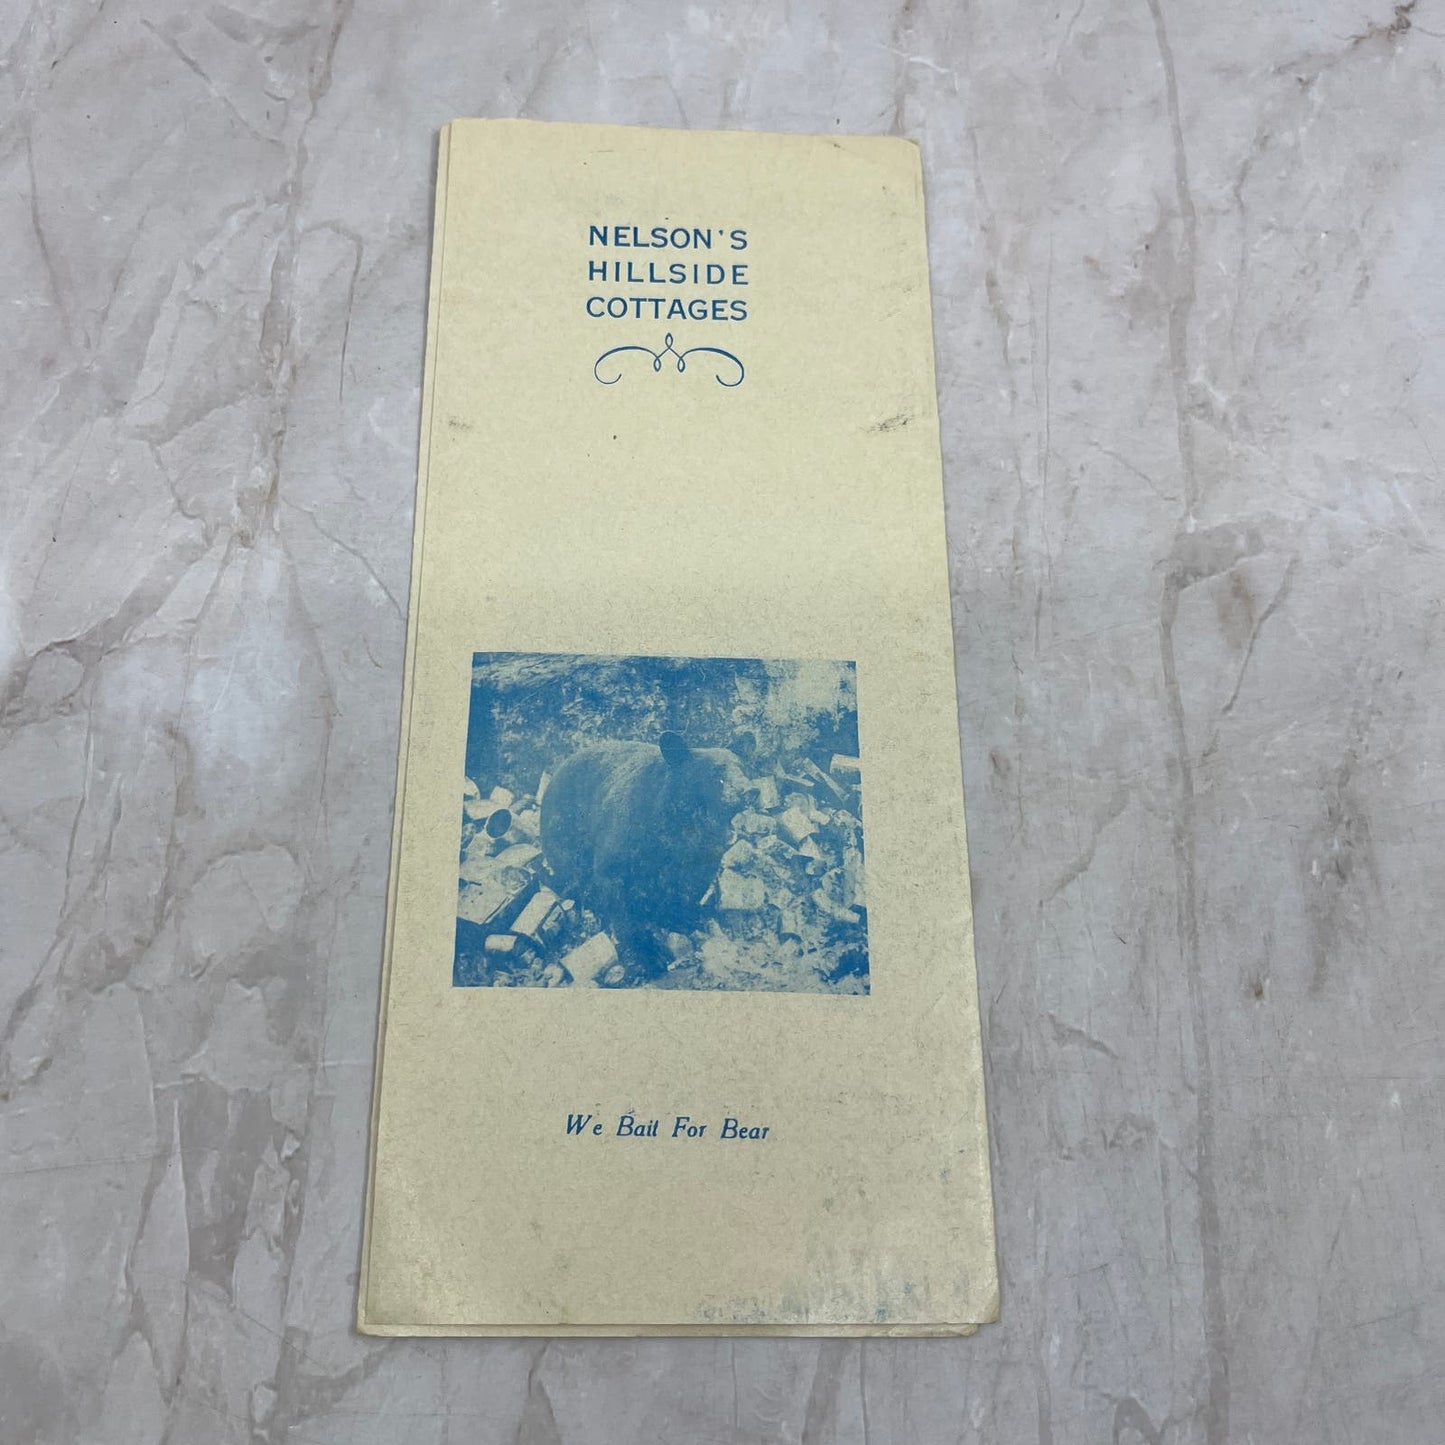 NELSON'S
HILLSIDE
COTTAGES
We Bait For Bear